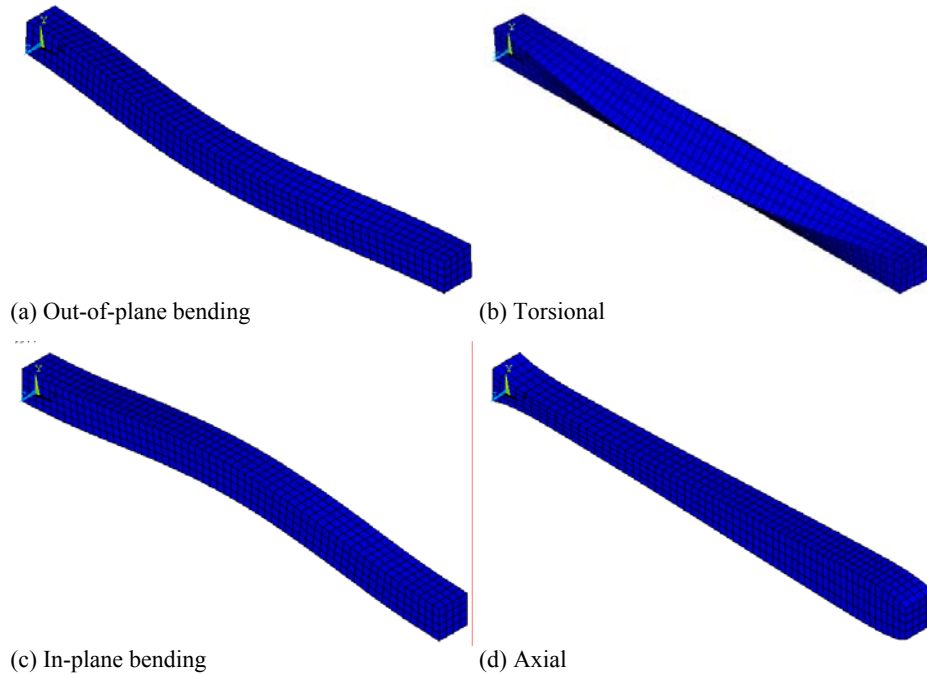 Y
Y
(a) Out-of-plane bending
(b) Torsional
Y
Y
(c) In-plane bending
(d) Axial